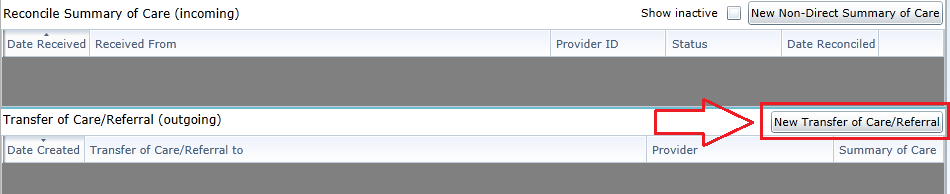 Reconcile Summary of Care (incoming) Show inactive New Non-Direct Summary of Care
Date Received Received From Provider ID Status Date Reconciled
Transfer of Care/Referral (outgoing) New Transfer of Care/Referral
Date Created Transfer of Care/Referral to Provider Summary of Care